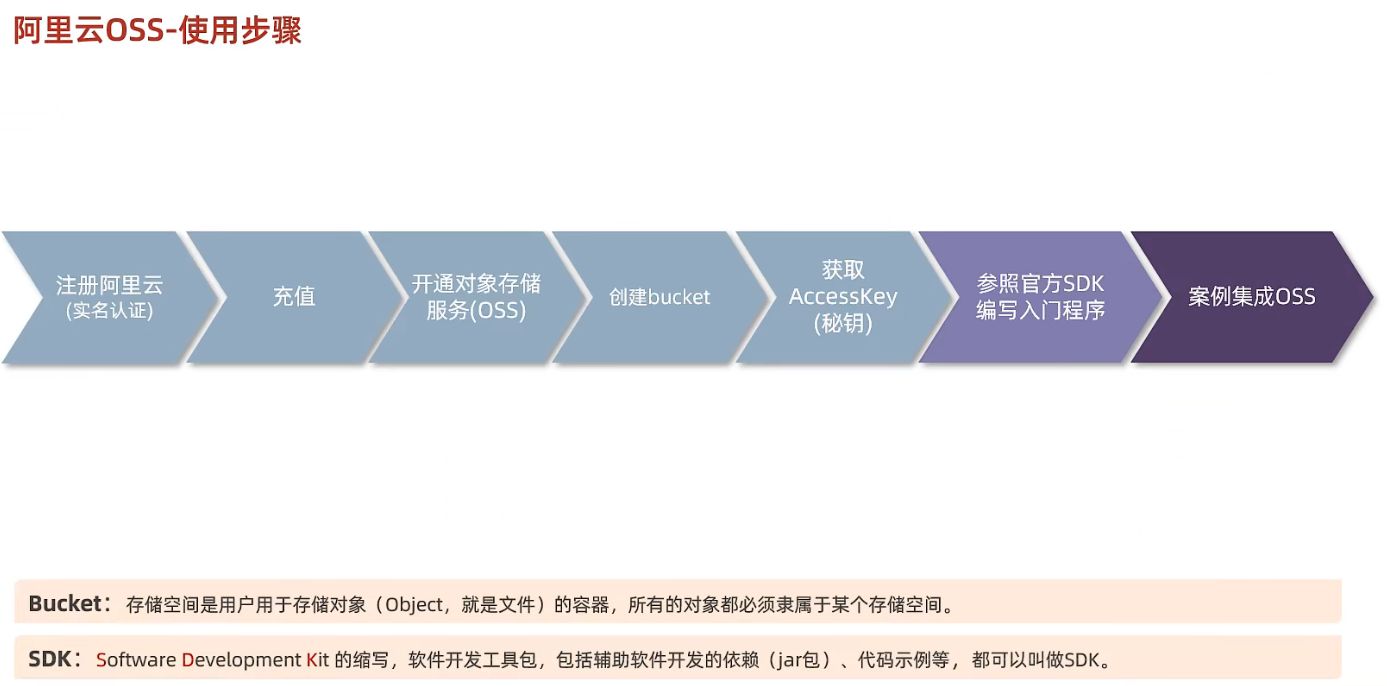 阿里云OSS-使用步骤
注册阿里云
(实名认证)
充值
开通对象存储
服务(OSS)
创建bucket
获取
AccessKey
(秘钥)
参照官方SDK
编写入门程序
案例集成OSS
Bucket：存储空间是用户用于存储对象（Object，就是文件）的容器，所有的对象都必须隶属于某个存储空间。
SDK：Software Development Kit 的缩写，软件开发工具包，包括辅助软件开发的依赖（jar包）、代码示例等，都可以叫做SDK。